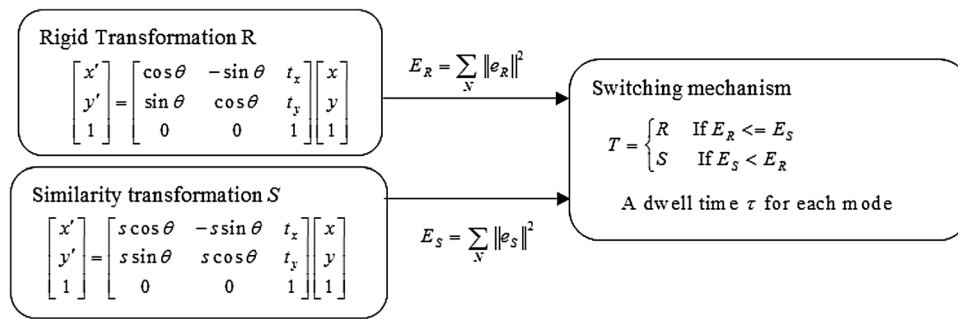 Rigid Transformation R
[x' y' 1] = [cos θ −sin θ t_x; sin θ cos θ t_y; 0 0 1] [x y 1]
E_R = ∑_N ‖e_R‖²
Similarity transformation S
[x' y' 1] = [s cos θ −s sin θ t_x; s sin θ s cos θ t_y; 0 0 1] [x y 1]
E_S = ∑_N ‖e_S‖²
Switching mechanism
T = { R If E_R <= E_S
S If E_S < E_R
A dwell time τ for each mode